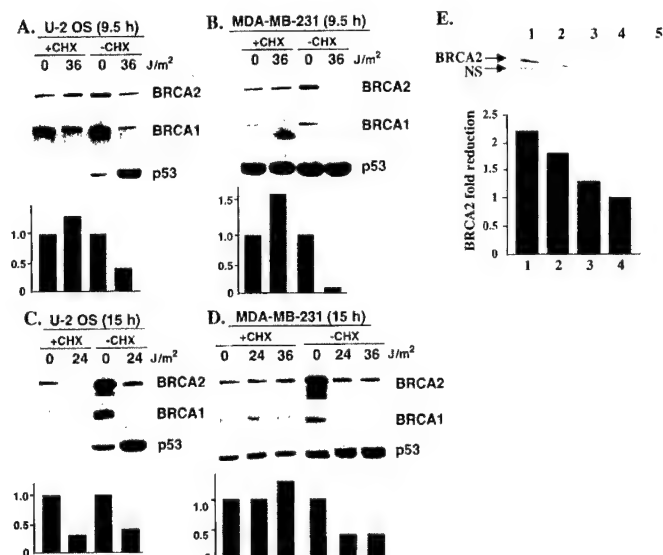 A. U-2 OS (9.5 h)
+CHX -CHX
0 36 0 36 J/m²
BRCA2
BRCA1
p53
1.0
0.5
0
B. MDA-MB-231 (9.5 h)
+CHX -CHX
0 36 0 36
BRCA2
BRCA1
p53
1.5
1.0
0.5
0
E.
1 2 3 4 5
BRCA2
NS
BRCA2 fold reduction
2.5
2
1.5
1
0.5
0
1 2 3 4
C. U-2 OS (15 h)
+CHX -CHX
0 24 0 24 J/m²
BRCA2
BRCA1
p53
1.0
0.5
0
D. MDA-MB-231 (15 h)
+CHX -CHX
0 24 36 0 24 36 J/m²
BRCA2
BRCA1
p53
1.0
0.5
0